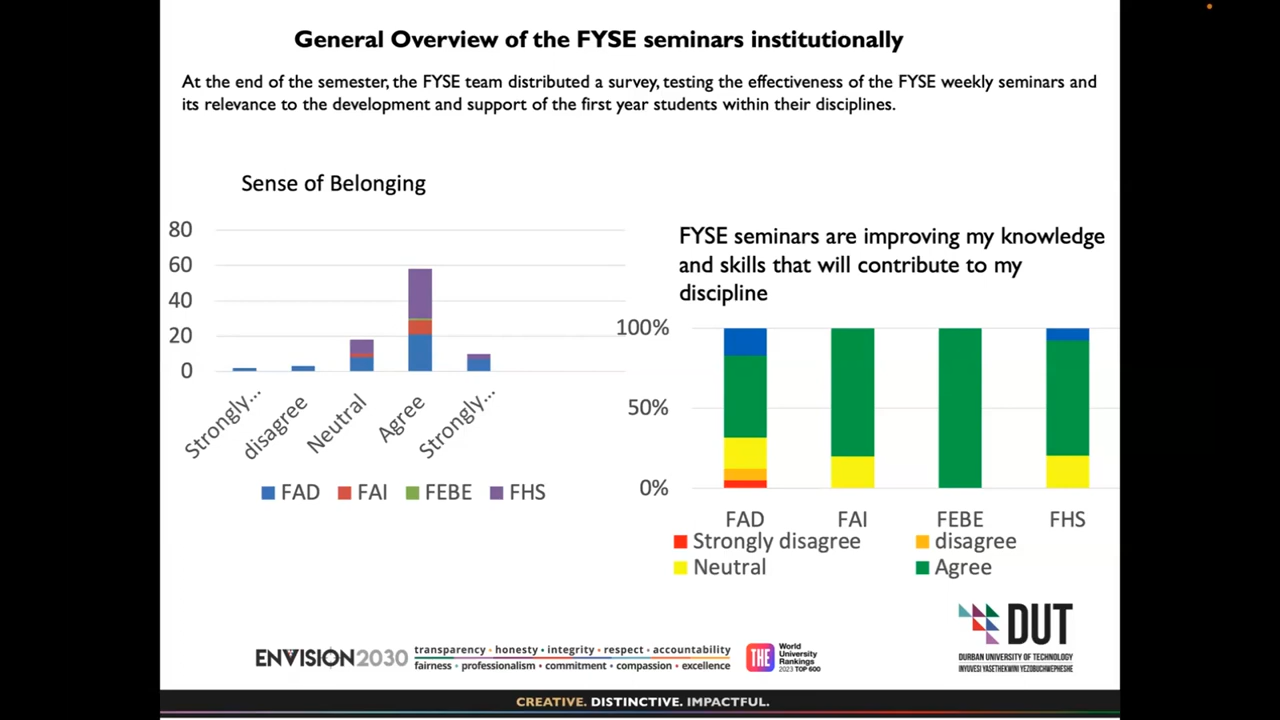 General Overview of the FYSE seminars institutionally
At the end of the semester, the FYSE team distributed a survey, testing the effectiveness of the FYSE weekly seminars and
its relevance to the development and support of the first year students within their disciplines.
Sense of Belonging
80
60
40
20
0
Strongly...
disagree
Neutral
Agree
Strongly...
FAD FAI FEBE FHS
FYSE seminars are improving my knowledge
and skills that will contribute to my
discipline
100%
50%
0%
FAD FAI FEBE FHS
Strongly disagree disagree
Neutral Agree
ENVISION2030
transparency • honesty • integrity • respect • accountability
fairness • professionalism • commitment • compassion • excellence
THE
World
University
Rankings
2023 TOP 600
DUT
DURBAN UNIVERSITY OF TECHNOLOGY
INYUVESI YASETHEKWINI YEZOBUCHWEPHESHE
CREATIVE. DISTINCTIVE. IMPACTFUL.